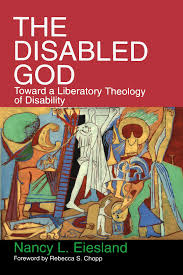 THE
DISABLED
GOD
Toward a Liberatory Theology
of Disability
Nancy L. Eiesland
Foreword by Rebecca S. Chopp